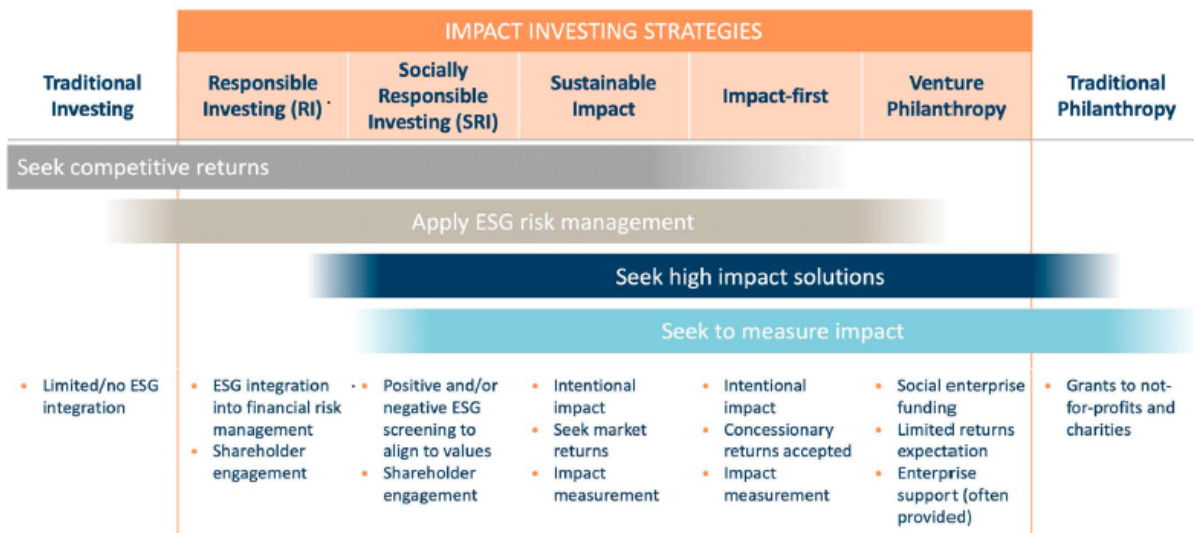 IMPACT INVESTING STRATEGIES
Traditional
Investing
Responsible
Investing (RI)
Socially
Responsible
Investing (SRI)
Sustainable
Impact
Impact-first
Venture
Philanthropy
Traditional
Philanthropy
Seek competitive returns
Apply ESG risk management
Seek high impact solutions
Seek to measure impact
• Limited/no ESG
integration
• ESG integration
into financial risk
management
• Shareholder
engagement
• Positive and/or
negative ESG
screening to
align to values
• Shareholder
engagement
• Intentional
impact
• Seek market
returns
• Impact
measurement
• Intentional
impact
• Concessionary
returns accepted
• Impact
measurement
• Social enterprise
funding
• Limited returns
expectation
• Enterprise
support (often
provided)
• Grants to not-
for-profits and
charities